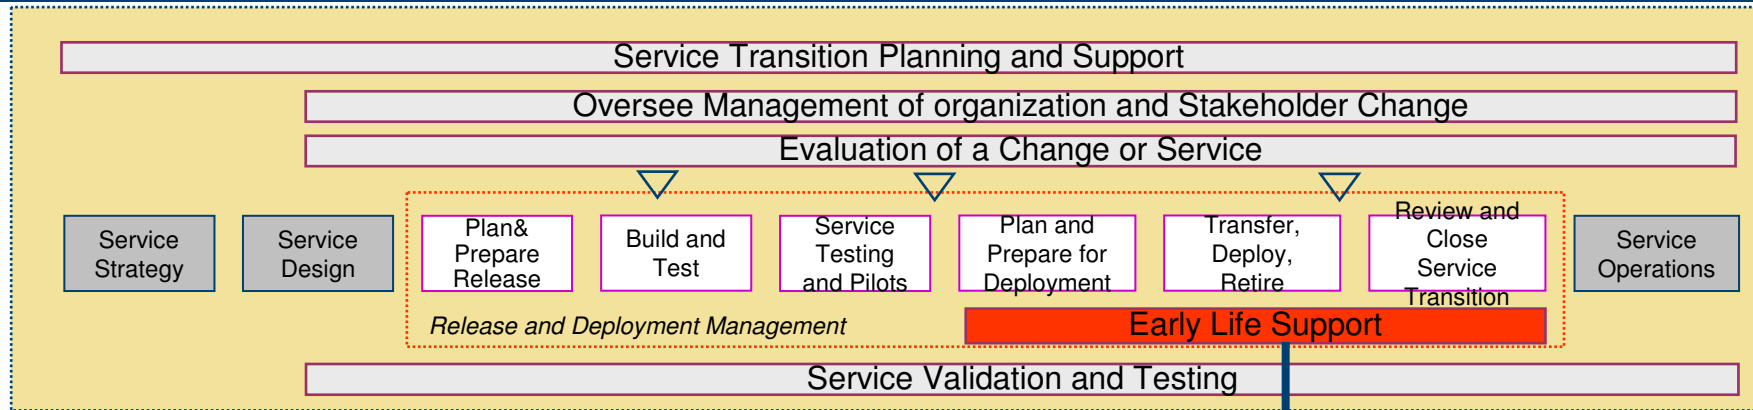 Service Transition Planning and Support
Oversee Management of organization and Stakeholder Change
Evaluation of a Change or Service
Service
Strategy
Service
Design
Plan&
Prepare
Release
Build and
Test
Service
Testing
and Pilots
Plan and
Prepare for
Deployment
Transfer,
Deploy,
Retire
Review and
Close
Service
Transition
Service
Operations
Release and Deployment Management
Early Life Support
Service Validation and Testing